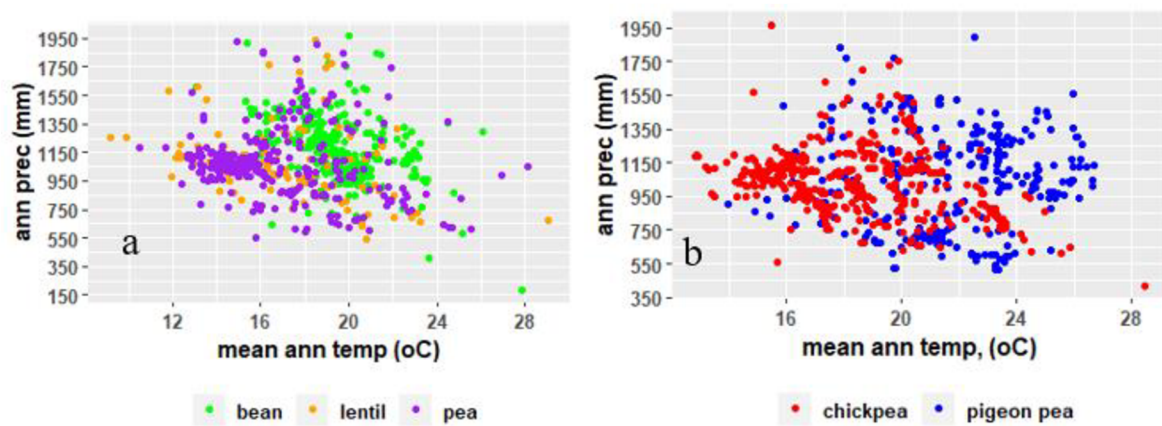 ann prec (mm)
1950
1750
1550
1350
1150
950
750
550
350
150
a
12 16 20 24 28
mean ann temp (oC)
bean lentil pea
ann prec (mm)
1950
1750
1550
1350
1150
950
750
550
350
b
16 20 24 28
mean ann temp, (oC)
chickpea pigeon pea